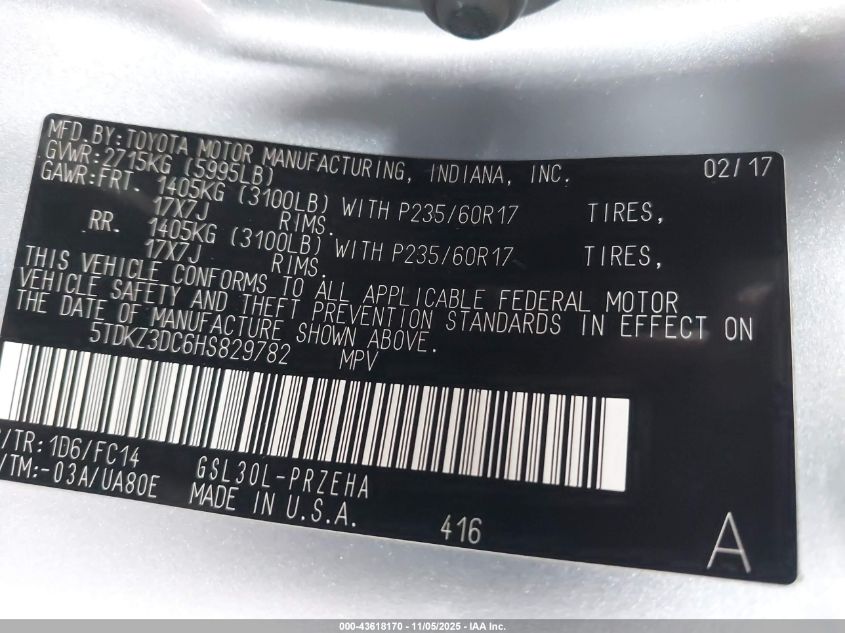 MFD.BY:TOYOTA MOTOR MANUFACTURING, INDIANA, INC. 02/17
GVWR:2715KG (5995LB)
GAWR:FRT. 1405KG (3100LB) WITH P235/60R17 TIRES,
17X7J RIMS.
RR. 1405KG (3100LB) WITH P235/60R17 TIRES,
17X7J RIMS.
THIS VEHICLE CONFORMS TO ALL APPLICABLE FEDERAL MOTOR
VEHICLE SAFETY AND THEFT PREVENTION STANDARDS IN EFFECT ON
THE DATE OF MANUFACTURE SHOWN ABOVE.
5TDKZ3DC6HS829782 MPV
/TR:1D6/FC14
/TM:-03A/UA80E
GSL30L-PRZEHA
MADE IN U.S.A.
416
A
000-43618170 - 11/05/2025 - IAA Inc.